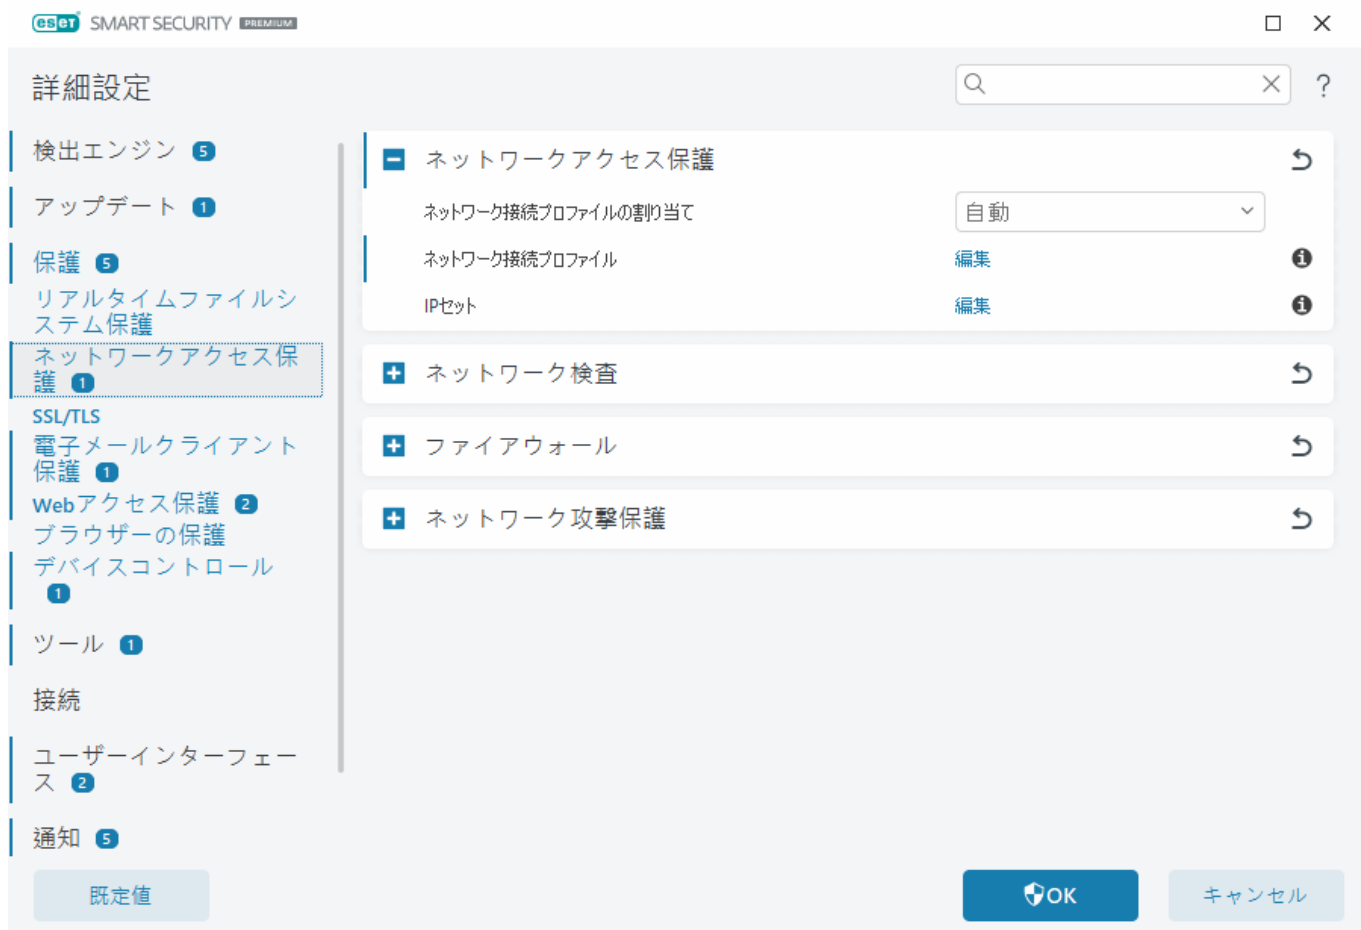 eset SMART SECURITY PREMIUM
詳細設定
?
検出エンジン 5
アップデート 1
保護 5
リアルタイムファイルシ
ステム保護
ネットワークアクセス保
護 1
SSL/TLS
電子メールクライアント
保護 1
Webアクセス保護 2
ブラウザーの保護
デバイスコントロール
1
ツール 1
接続
ユーザーインターフェー
ス 2
通知 5
ネットワークアクセス保護
ネットワーク接続プロファイルの割り当て 自動
ネットワーク接続プロファイル 編集
IPセット 編集
ネットワーク検査
ファイアウォール
ネットワーク攻撃保護
既定値
OK
キャンセル